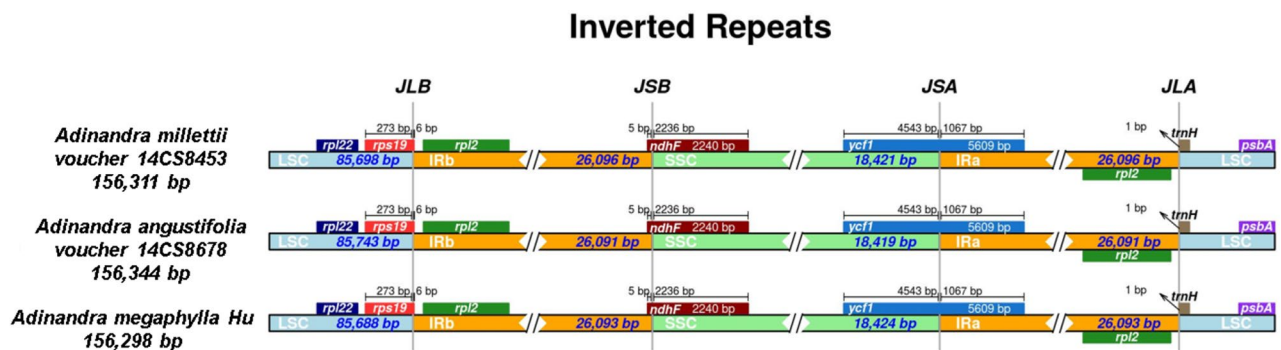 Inverted Repeats
JLB JSB JSA JLA
Adinandra millettii
voucher 14CS8453
156,311 bp
273 bp 6 bp 5 bp 2236 bp 4543 bp 1067 bp 1 bp
rpl22 rps19 rpl2 ndhF 2240 bp ycf1 5609 bp trnH psbA
LSC 85,698 bp IRb 26,096 bp SSC 18,421 bp IRa 26,096 bp LSC
rpl2
Adinandra angustifolia
voucher 14CS8678
156,344 bp
273 bp 6 bp 5 bp 2236 bp 4543 bp 1067 bp 1 bp
rpl22 rps19 rpl2 ndhF 2240 bp ycf1 5609 bp trnH psbA
LSC 85,743 bp IRb 26,091 bp SSC 18,419 bp IRa 26,091 bp LSC
rpl2
Adinandra megaphylla Hu
156,298 bp
273 bp 6 bp 5 bp 2236 bp 4543 bp 1067 bp 1 bp
rpl22 rps19 rpl2 ndhF 2240 bp ycf1 5609 bp trnH psbA
LSC 85,688 bp IRb 26,093 bp SSC 18,424 bp IRa 26,093 bp LSC
rpl2